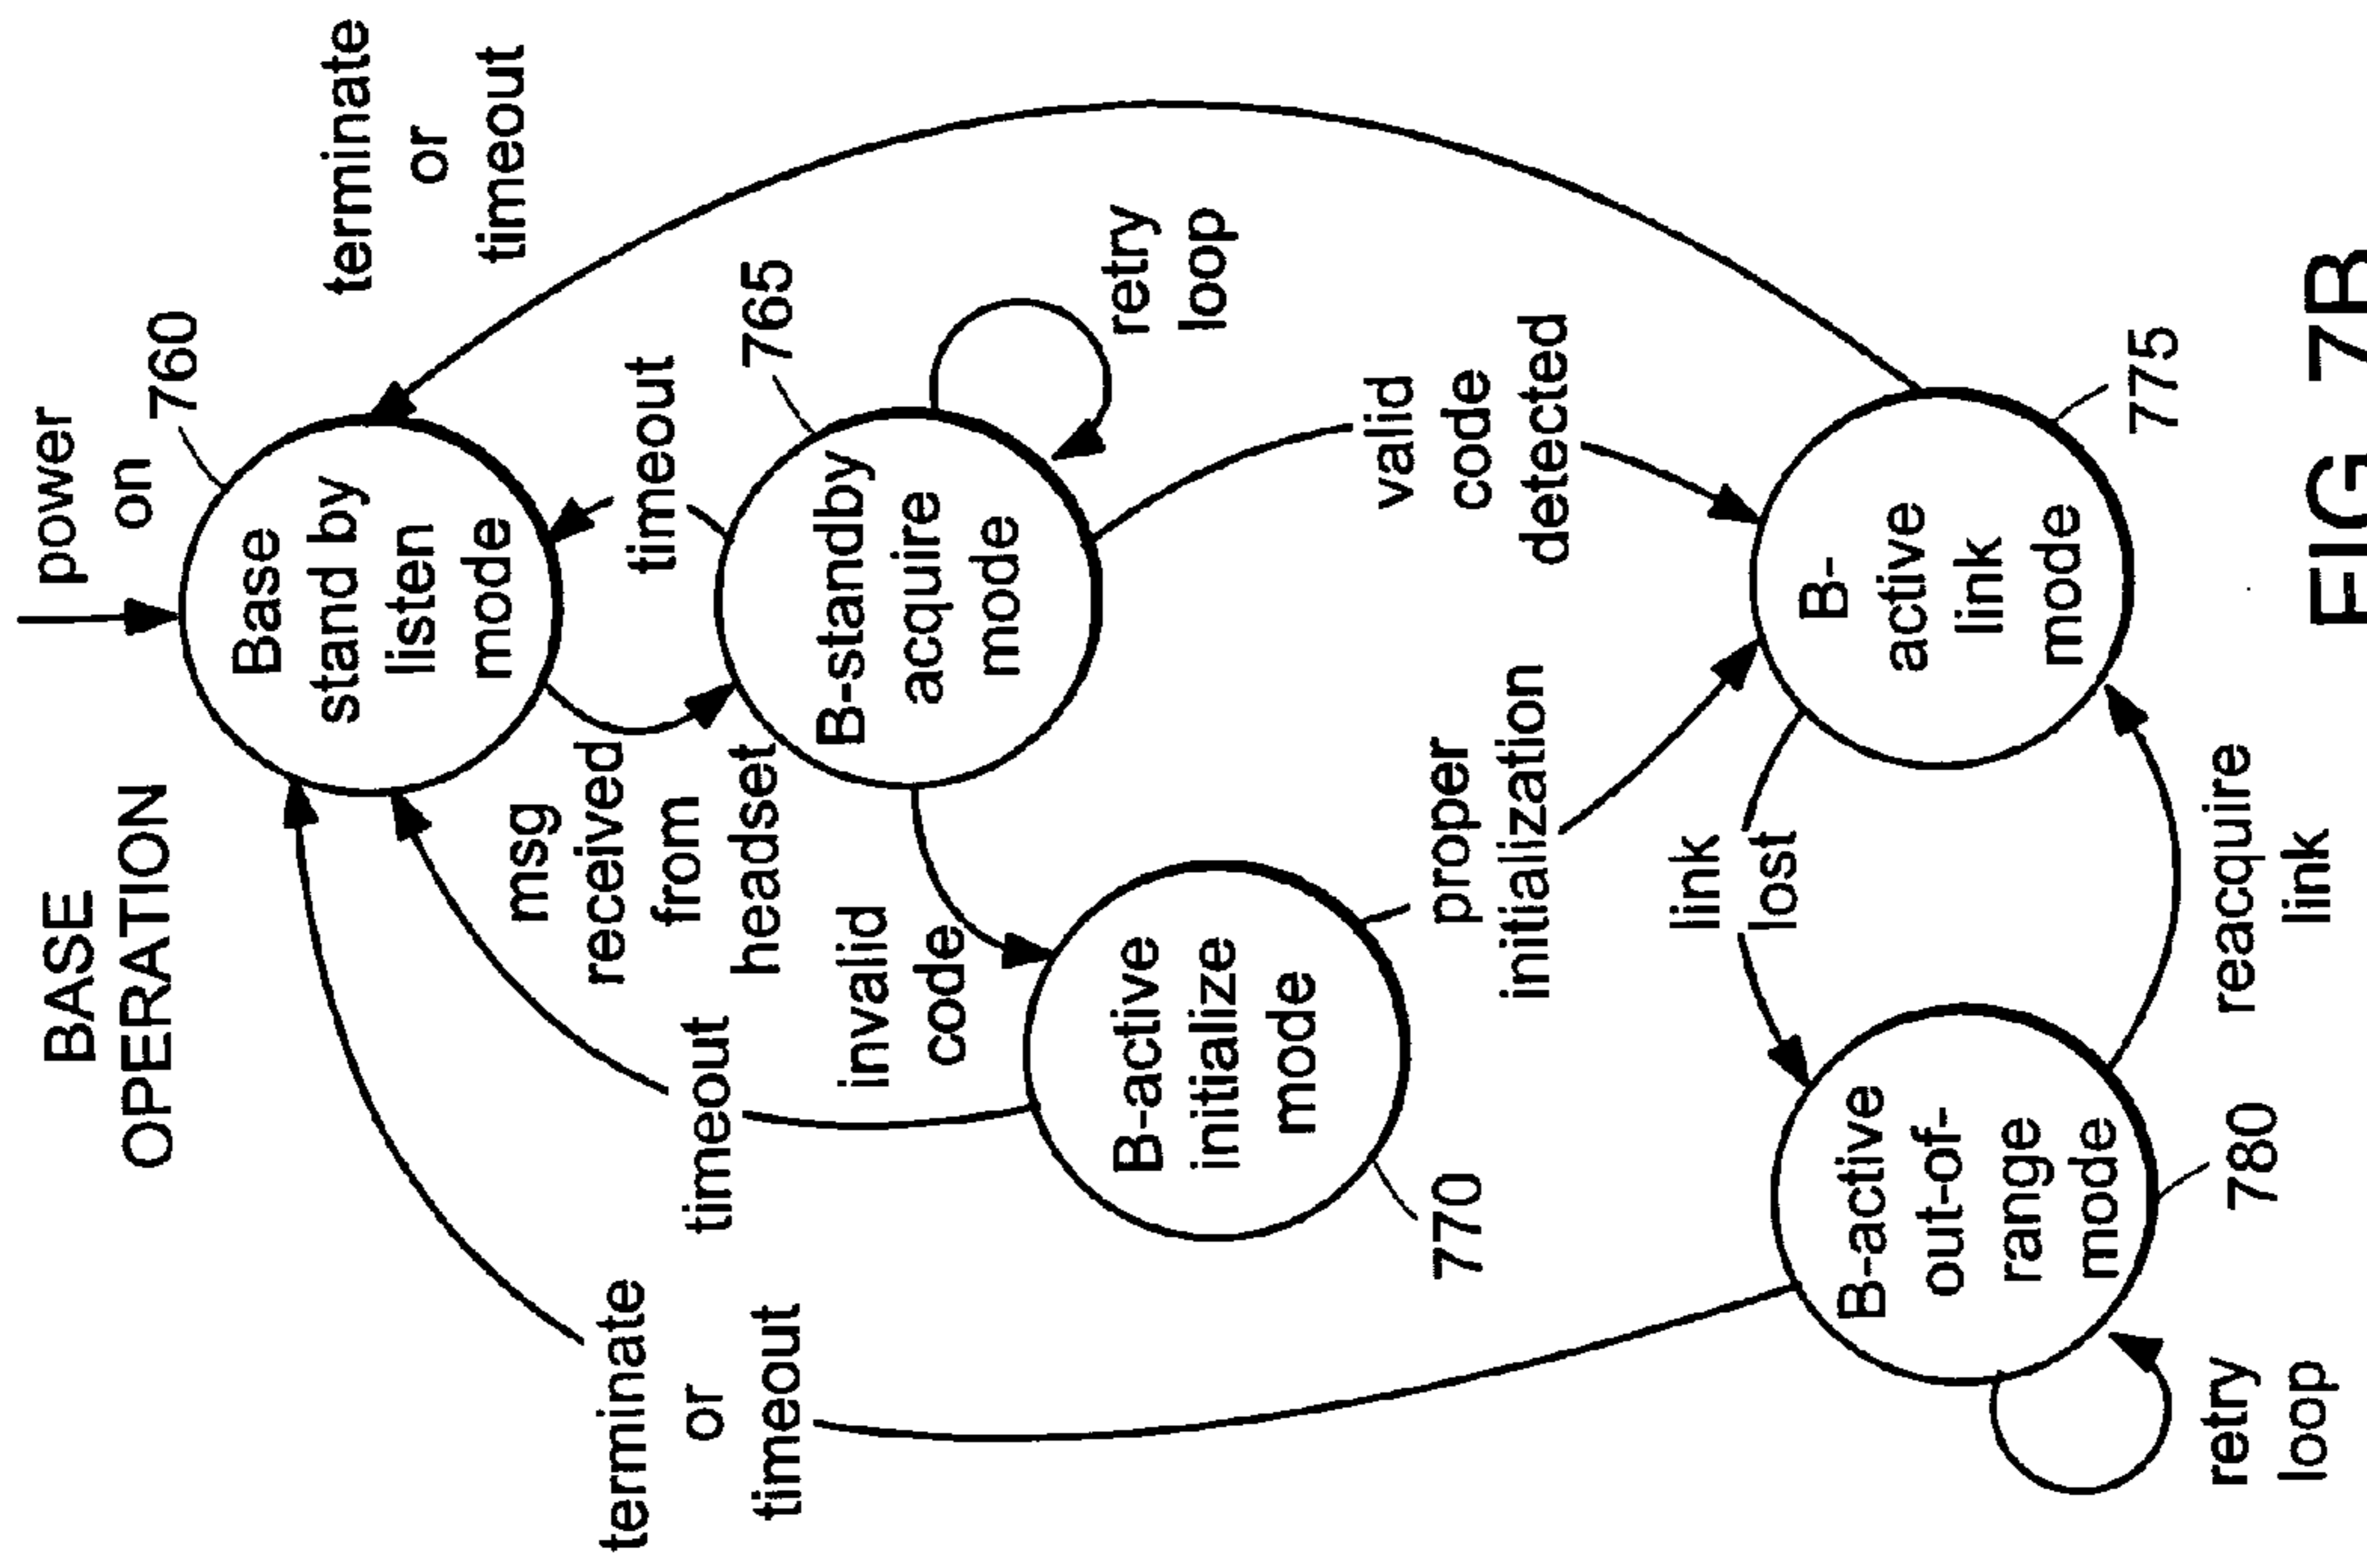 BASE
OPERATION
power
on
760
Base
stand by
listen
mode
terminate
or
timeout
msg
received
from
headset
timeout
765
B-standby
acquire
mode
retry
loop
terminate
or
timeout
timeout
invalid
code
B-active
initialize
mode
770
valid
code
detected
proper
initialization
link
lost
B-
active
link
mode
775
B-active
out-of-
range
mode
780
reacquire
link
retry
loop
FIG 7B